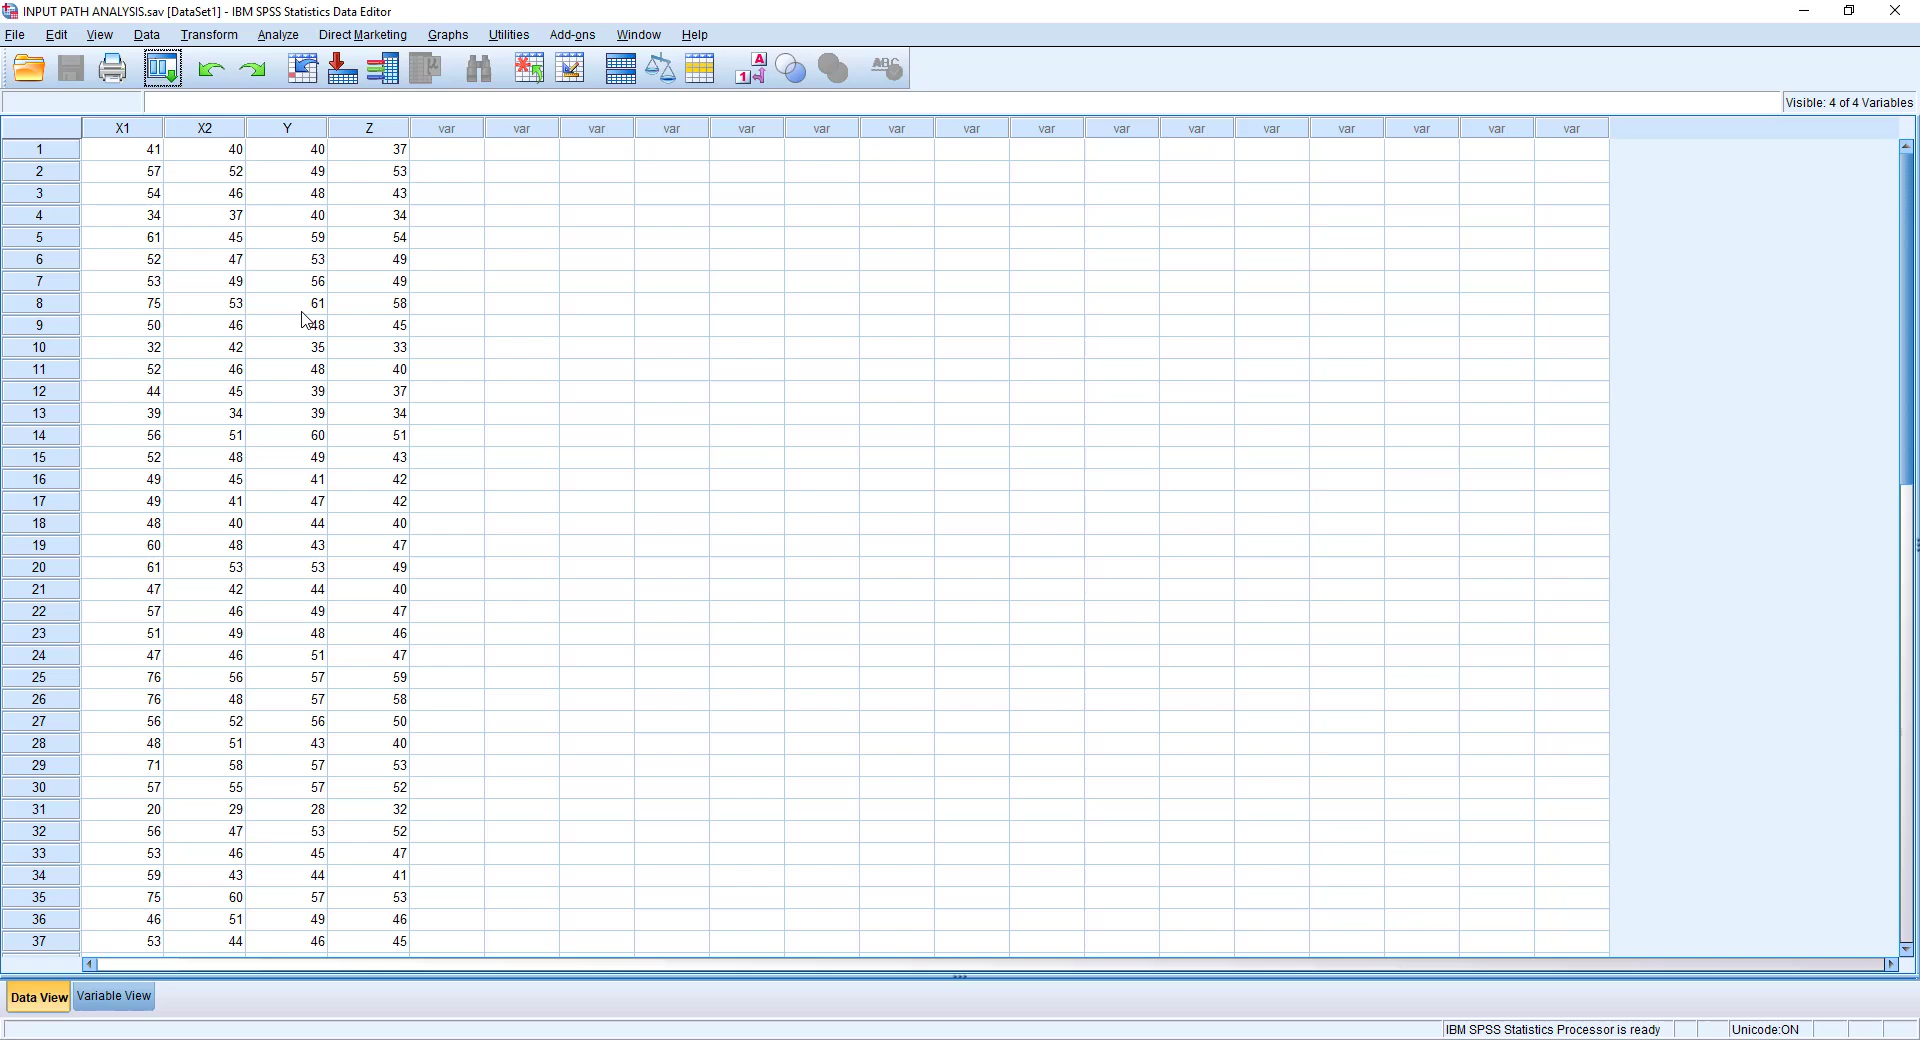 INPUT PATH ANALYSIS.sav [DataSet1] - IBM SPSS Statistics Data Editor
File Edit View Data Transform Analyze Direct Marketing Graphs Utilities Add-ons Window Help
Visible: 4 of 4 Variables
X1 X2 Y Z var var var var var var var var var var var var var var var var
1 41 40 40 37
2 57 52 49 53
3 54 46 48 43
4 34 37 40 34
5 61 45 59 54
6 52 47 53 49
7 53 49 56 49
8 75 53 61 58
9 50 46 48 45
10 32 42 35 33
11 52 46 48 40
12 44 45 39 37
13 39 34 39 34
14 56 51 60 51
15 52 48 49 43
16 49 45 41 42
17 49 41 47 42
18 48 40 44 40
19 60 48 43 47
20 61 53 53 49
21 47 42 44 40
22 57 46 49 47
23 51 49 48 46
24 47 46 51 47
25 76 56 57 59
26 76 48 57 58
27 56 52 56 50
28 48 51 43 40
29 71 58 57 53
30 57 55 57 52
31 20 29 28 32
32 56 47 53 52
33 53 46 45 47
34 59 43 44 41
35 75 60 57 53
36 46 51 49 46
37 53 44 46 45
Data View Variable View
IBM SPSS Statistics Processor is ready Unicode:ON